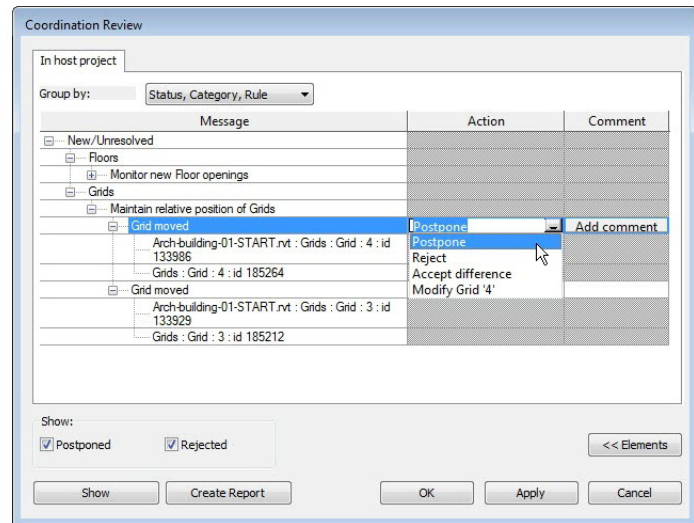 Coordination Review
In host project
Group by: Status, Category, Rule
Message Action Comment
New/Unresolved
Floors
Monitor new Floor openings
Grids
Maintain relative position of Grids
Grid moved Postpone Add comment
Postpone
Reject
Accept difference
Modify Grid '4'
Arch-building-01-START.rvt : Grids : Grid : 4 : id
133986
Grids : Grid : 4 : id 185264
Grid moved
Arch-building-01-START.rvt : Grids : Grid : 3 : id
133929
Grids : Grid : 3 : id 185212
Show:
Postponed Rejected << Elements
Show Create Report OK Apply Cancel